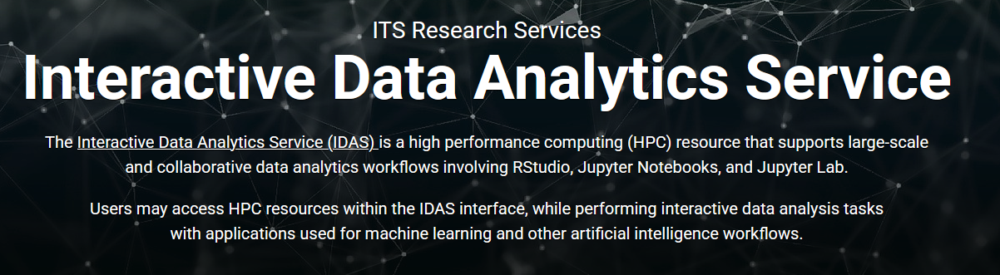 ITS Research Services
Interactive Data Analytics Service
The Interactive Data Analytics Service (IDAS) is a high performance computing (HPC) resource that supports large-scale
and collaborative data analytics workflows involving RStudio, Jupyter Notebooks, and Jupyter Lab.
Users may access HPC resources within the IDAS interface, while performing interactive data analysis tasks
with applications used for machine learning and other artificial intelligence workflows.